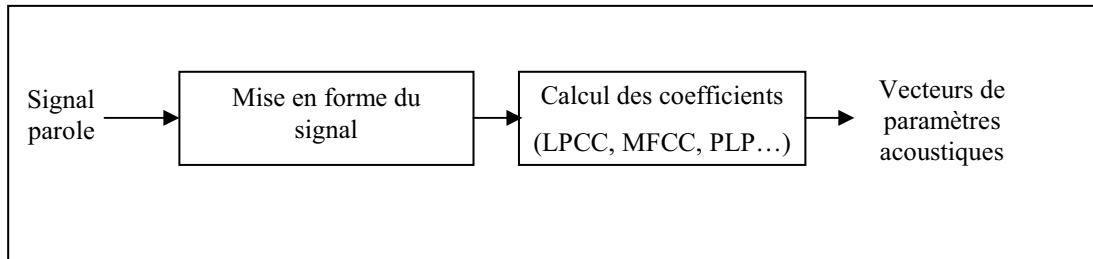 Signal
parole
Mise en forme du
signal
Calcul des coefficients
(LPCC, MFCC, PLP…)
Vecteurs de
paramètres
acoustiques